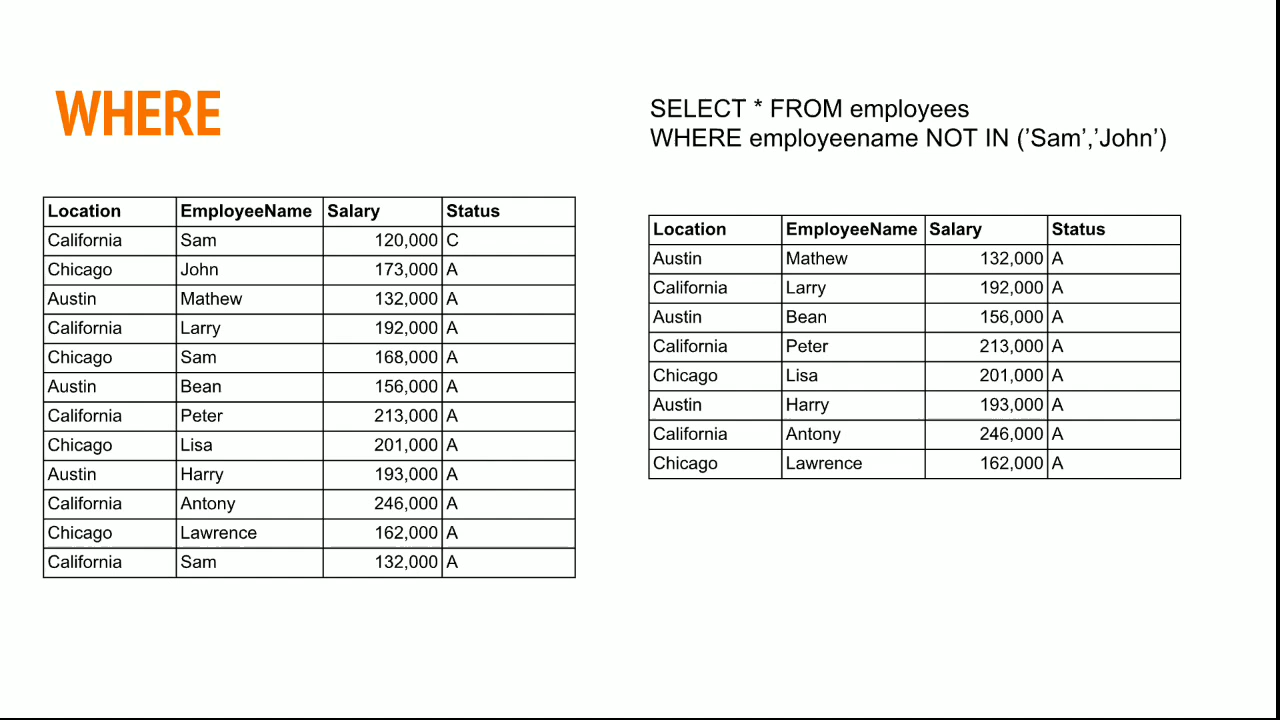 WHERE
SELECT * FROM employees
WHERE employeename NOT IN (’Sam’,’John’)
Location EmployeeName Salary Status
California Sam 120,000 C
Chicago John 173,000 A
Austin Mathew 132,000 A
California Larry 192,000 A
Chicago Sam 168,000 A
Austin Bean 156,000 A
California Peter 213,000 A
Chicago Lisa 201,000 A
Austin Harry 193,000 A
California Antony 246,000 A
Chicago Lawrence 162,000 A
California Sam 132,000 A
Location EmployeeName Salary Status
Austin Mathew 132,000 A
California Larry 192,000 A
Austin Bean 156,000 A
California Peter 213,000 A
Chicago Lisa 201,000 A
Austin Harry 193,000 A
California Antony 246,000 A
Chicago Lawrence 162,000 A